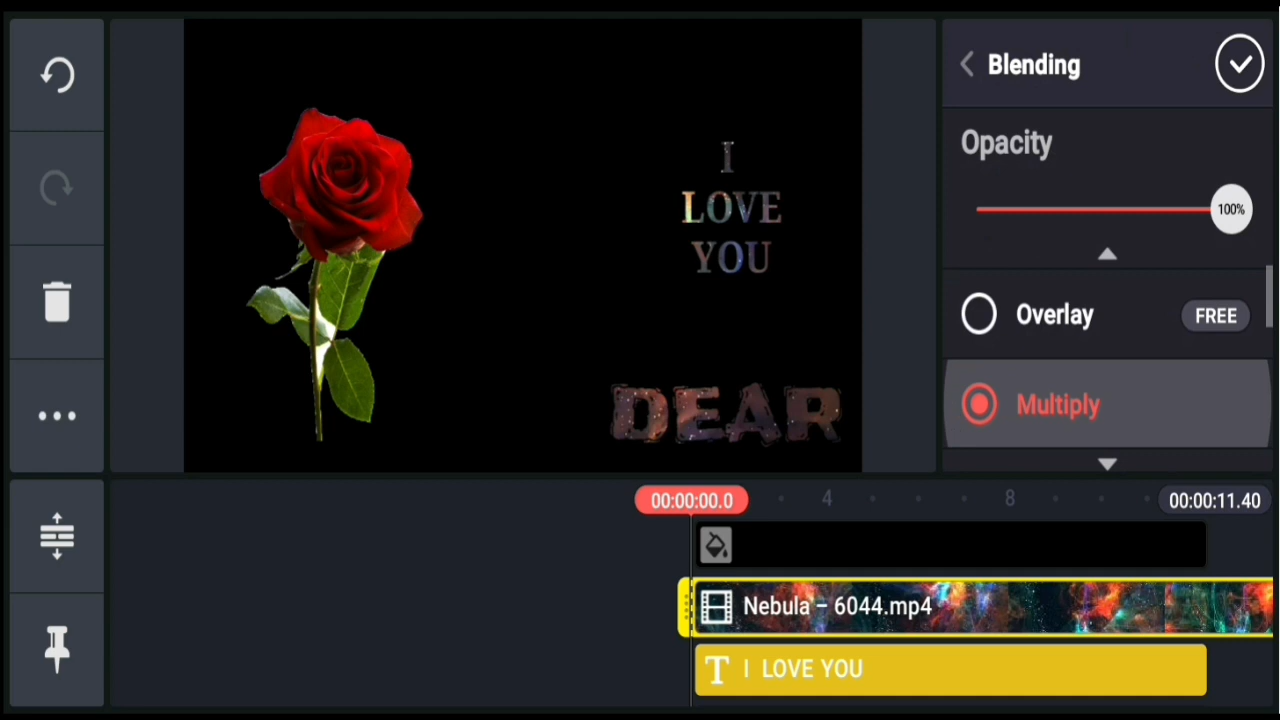 Blending
Opacity
100%
I
LOVE
YOU
Overlay
FREE
DEAR
Multiply
00:00:00.0
4
8
00:00:11.40
Nebula – 6044.mp4
T I LOVE YOU